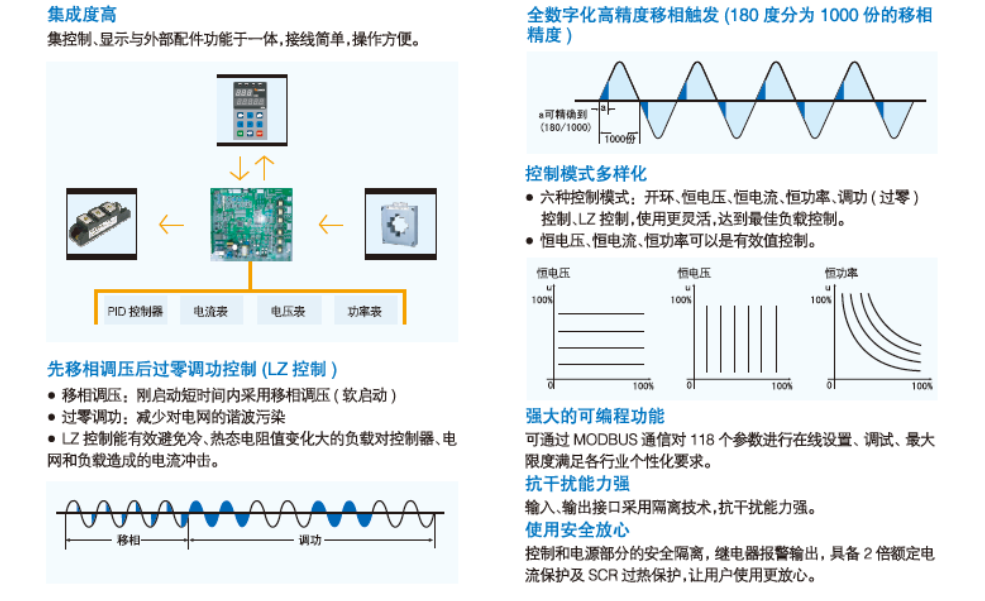 集成度高
集控制、显示与外部配件功能于一体,接线简单,操作方便。
PID 控制器
电流表
电压表
功率表
先移相调压后过零调功控制 (LZ 控制 )
● 移相调压：刚启动短时间内采用移相调压 ( 软启动 )
● 过零调功：减少对电网的谐波污染
● LZ 控制能有效避免冷、热态电阻值变化大的负载对控制器、电
网和负载造成的电流冲击。
移相
调功
全数字化高精度移相触发 (180 度分为 1000 份的移相
精度 )
a可精确到
(180/1000)
a
1000份
控制模式多样化
● 六种控制模式：开环、恒电压、恒电流、恒功率、调功 ( 过零 )
控制、LZ 控制,使用更灵活,达到最佳负载控制。
● 恒电压、恒电流、恒功率可以是有效值控制。
恒电压
u
100%
0
100%
恒电压
u
100%
0
100%
恒功率
u
100%
0
100%
强大的可编程功能
可通过 MODBUS 通信对 118 个参数进行在线设置、调试、最大
限度满足各行业个性化要求。
抗干扰能力强
输入、输出接口采用隔离技术,抗干扰能力强。
使用安全放心
控制和电源部分的安全隔离，继电器报警输出，具备 2 倍额定电
流保护及 SCR 过热保护,让用户使用更放心。